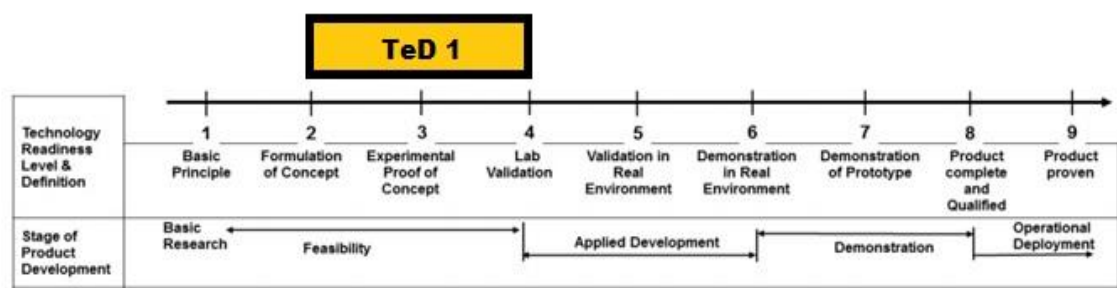 TeD 1
Technology
Readiness
Level &
Definition
1
Basic
Principle
2
Formulation
of Concept
3
Experimental
Proof of
Concept
4
Lab
Validation
5
Validation in
Real
Environment
6
Demonstration
in Real
Environment
7
Demonstration
of Prototype
8
Product
complete
and
Qualified
9
Product
proven
Stage of
Product
Development
Basic
Research
Feasibility
Applied Development
Demonstration
Operational
Deployment